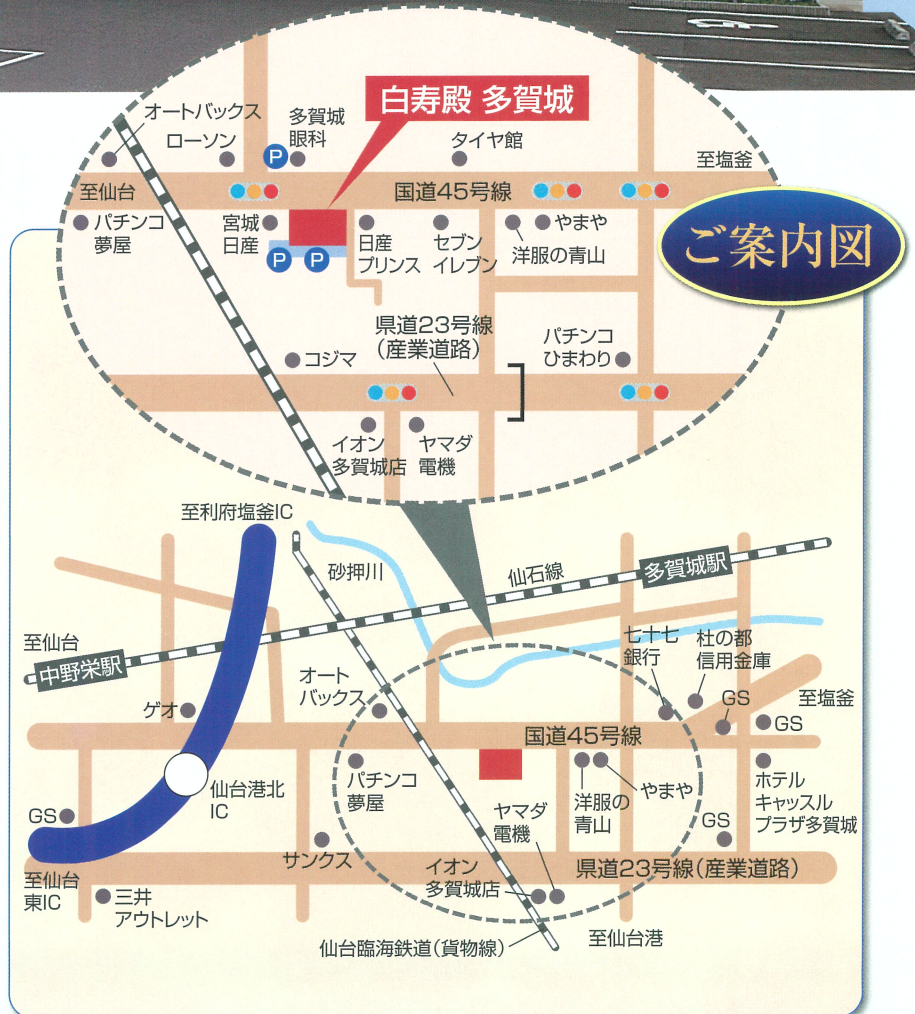 白寿殿 多賀城
オートバックス
ローソン
多賀城
眼科
P
タイヤ館
至塩釜
至仙台
国道45号線
パチンコ
夢屋
宮城
日産
P
P
日産
プリンス
セブン
イレブン
洋服の青山
やまや
ご案内図
県道23号線
(産業道路)
パチンコ
ひまわり
コジマ
イオン
多賀城店
ヤマダ
電機
至利府塩釜IC
砂押川
仙石線
多賀城駅
至仙台
中野栄駅
七十七
銀行
杜の都
信用金庫
オート
バックス
ゲオ
GS
至塩釜
GS
国道45号線
仙台港北
IC
パチンコ
夢屋
洋服の
青山
やまや
ホテル
キャッスル
プラザ多賀城
ヤマダ
電機
GS
GS
サンクス
イオン
多賀城店
県道23号線(産業道路)
至仙台
東IC
三井
アウトレット
仙台臨海鉄道(貨物線)
至仙台港